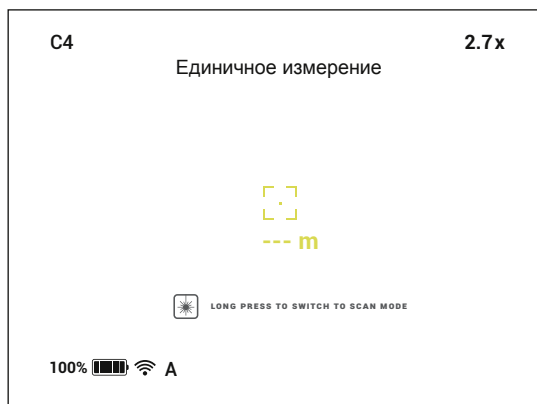 C4 2.7x
Единичное измерение
--- m
LONG PRESS TO SWITCH TO SCAN MODE
100% A